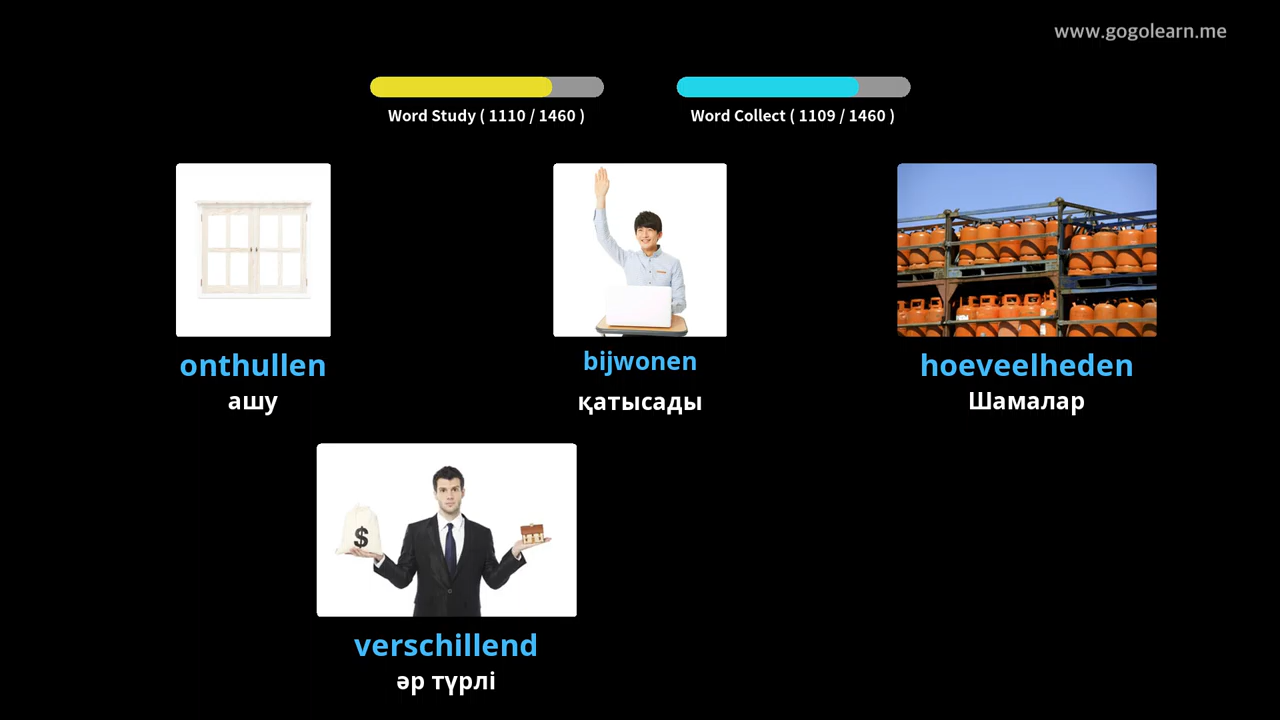 www.gogolearn.me
Word Study ( 1110 / 1460 )
Word Collect ( 1109 / 1460 )
onthullen
ашу
bijwonen
қатысады
hoeveelheden
Шамалар
$
verschillend
әр түрлі